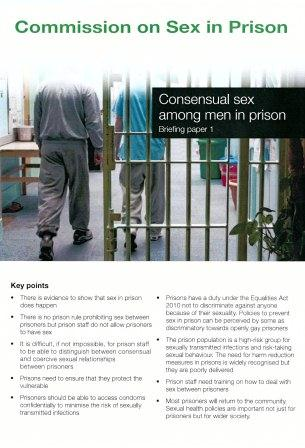 Commission on Sex in Prison
Consensual sex
among men in prison
Briefing paper 1
Key points
• There is evidence to show that sex in prison
does happen
• There is no prison rule prohibiting sex between
prisoners but prison staff do not allow prisoners
to have sex
• It is difficult, if not impossible, for prison staff
to be able to distinguish between consensual
and coercive sexual relationships
between prisoners
• Prisons need to ensure that they protect the
vulnerable
• Prisoners should be able to access condoms
confidentially to minimise the risk of sexually
transmitted infections
• Prisons have a duty under the Equalities Act
2010 not to discriminate against anyone
because of their sexuality. Policies to prevent
sex in prison can be perceived by some as
discriminatory towards openly gay prisoners
• The prison population is a high-risk group for
sexually transmitted infections and risk-taking
sexual behaviour. The need for harm reduction
measures in prisons is widely recognised but
they are poorly delivered
• Prison staff need training on how to deal with
sex between prisoners
• Most prisoners will return to the community.
Sexual health policies are important not just for
prisoners but for wider society.